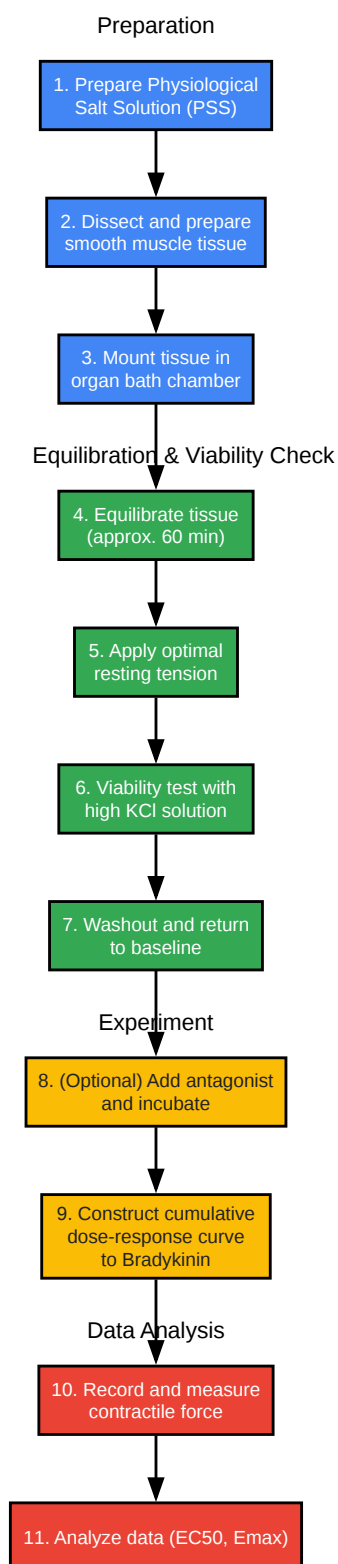 Preparation
1. Prepare Physiological
Salt Solution (PSS)
2. Dissect and prepare
smooth muscle tissue
3. Mount tissue in
organ bath chamber
Equilibration & Viability Check
4. Equilibrate tissue
(approx. 60 min)
5. Apply optimal
resting tension
6. Viability test with
high KCl solution
7. Washout and return
to baseline
Experiment
8. (Optional) Add antagonist
and incubate
9. Construct cumulative
dose-response curve
to Bradykinin
Data Analysis
10. Record and measure
contractile force
11. Analyze data (EC50, Emax)